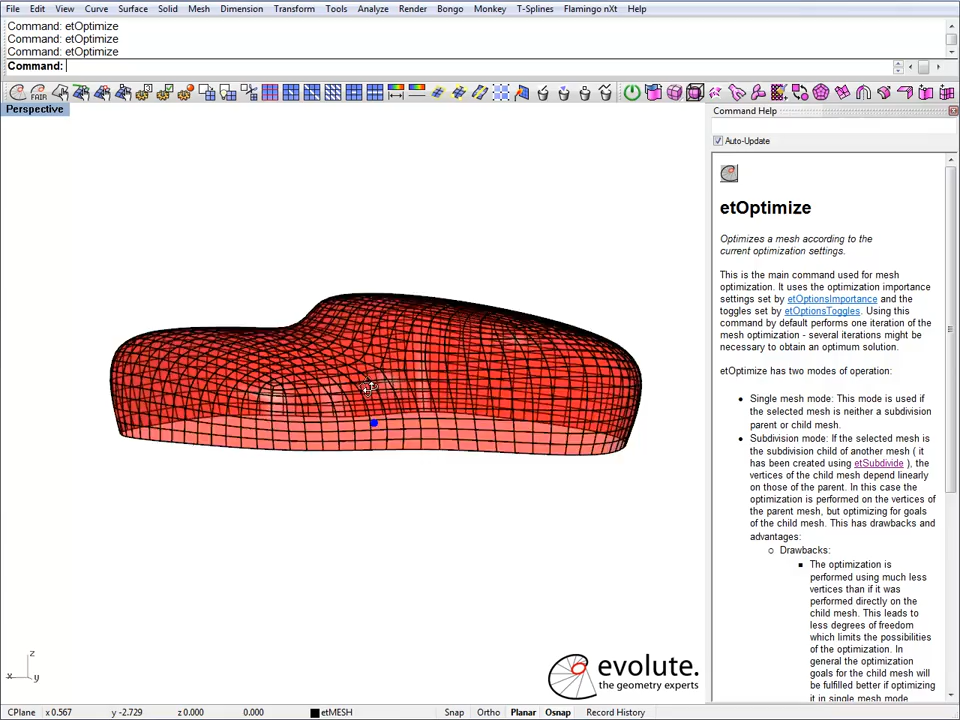 File Edit View Curve Surface Solid Mesh Dimension Transform Tools Analyze Render Bongo Monkey T-Splines Flamingo nXt Help
Command: etOptimize
Command: etOptimize
Command: etOptimize
Command:
FAIR
Perspective
Command Help
Auto-Update
etOptimize
Optimizes a mesh according to the
current optimization settings.
This is the main command used for mesh
optimization. It uses the optimization importance
settings set by etOptionsImportance and the
toggles set by etOptionsToggles. Using this
command by default performs one iteration of the
mesh optimization - several iterations might be
necessary to obtain an optimum solution.
etOptimize has two modes of operation:
Single mesh mode: This mode is used if
the selected mesh is neither a subdivision
parent or child mesh.
Subdivision mode: If the selected mesh is
the subdivision child of another mesh ( it
has been created using etSubdivide ), the
vertices of the child mesh depend linearly
on those of the parent. In this case the
optimization is performed on the vertices of
the parent mesh, but optimizing for goals
of the child mesh. This has drawbacks and
advantages:
Drawbacks:
The optimization is
performed using much less
vertices than if it was
performed directly on the
child mesh. This leads to
less degrees of freedom
which limits the possibilities
of the optimization. In
general the optimization
goals for the child mesh will
be fulfilled better if optimizing
it in single mesh mode
z
x y
evolute.
the geometry experts
CPlane x 0.567 y -2.729 z 0.000 0.000 etMESH Snap Ortho Planar Osnap Record History